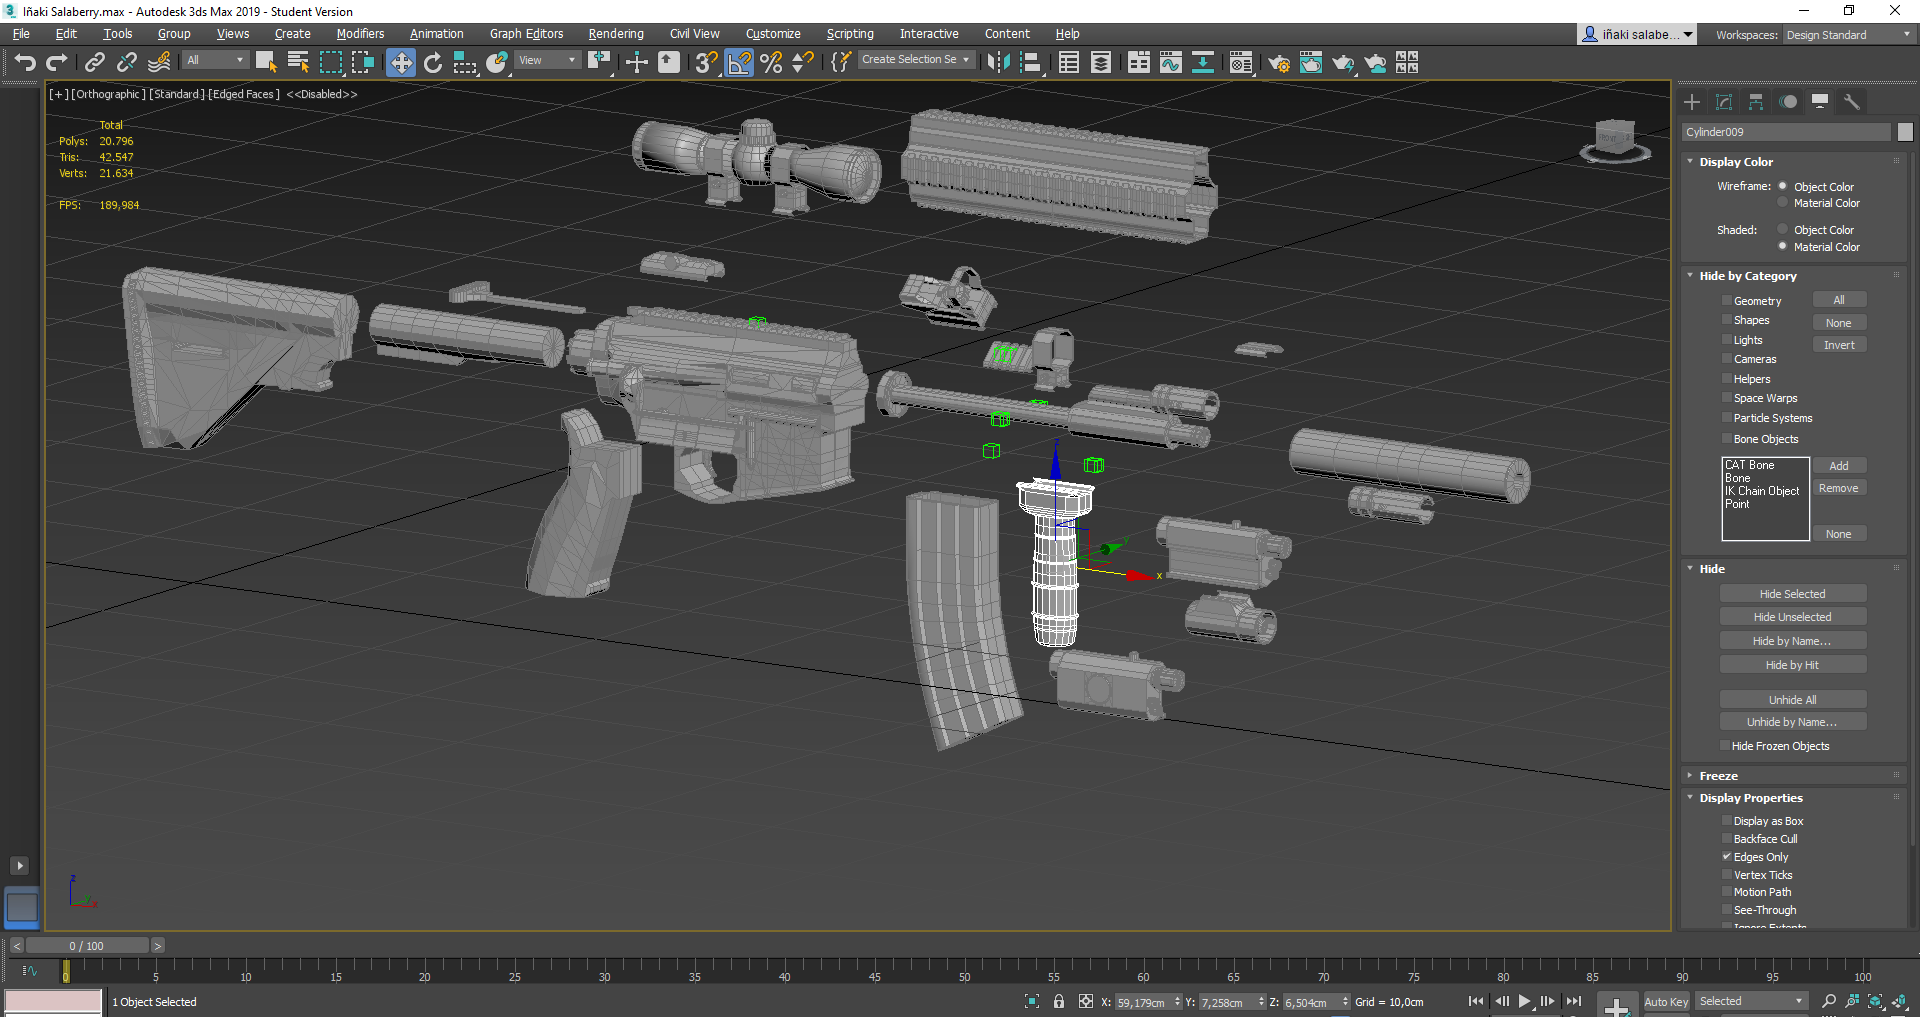 Iñaki Salaberry.max - Autodesk 3ds Max 2019 - Student Version
File Edit Tools Group Views Create Modifiers Animation Graph Editors Rendering Civil View Customize Scripting Interactive Content Help
iñaki salabe... Workspaces: Design Standard
All View Create Selection Se
[+] [Orthographic] [Standard] [Edged Faces] <<Disabled>>
Total
Polys: 20.796
Tris: 42.547
Verts: 21.634
FPS: 189,984
FRONT
z
y
x
z
y
x
Cylinder009
Display Color
Wireframe: Object Color
Material Color
Shaded: Object Color
Material Color
Hide by Category
Geometry All
Shapes
None
Lights
Invert
Cameras
Helpers
Space Warps
Particle Systems
Bone Objects
CAT Bone Add
Bone
IK Chain Object Remove
Point
None
Hide
Hide Selected
Hide Unselected
Hide by Name...
Hide by Hit
Unhide All
Unhide by Name...
Hide Frozen Objects
Freeze
Display Properties
Display as Box
Backface Cull
Edges Only
Vertex Ticks
Motion Path
See-Through
Ignore Extents
< 0 / 100 >
0 5 10 15 20 25 30 35 40 45 50 55 60 65 70 75 80 85 90 95 100
1 Object Selected X: 59,179cm Y: 7,258cm Z: 6,504cm Grid = 10,0cm Auto Key Selected